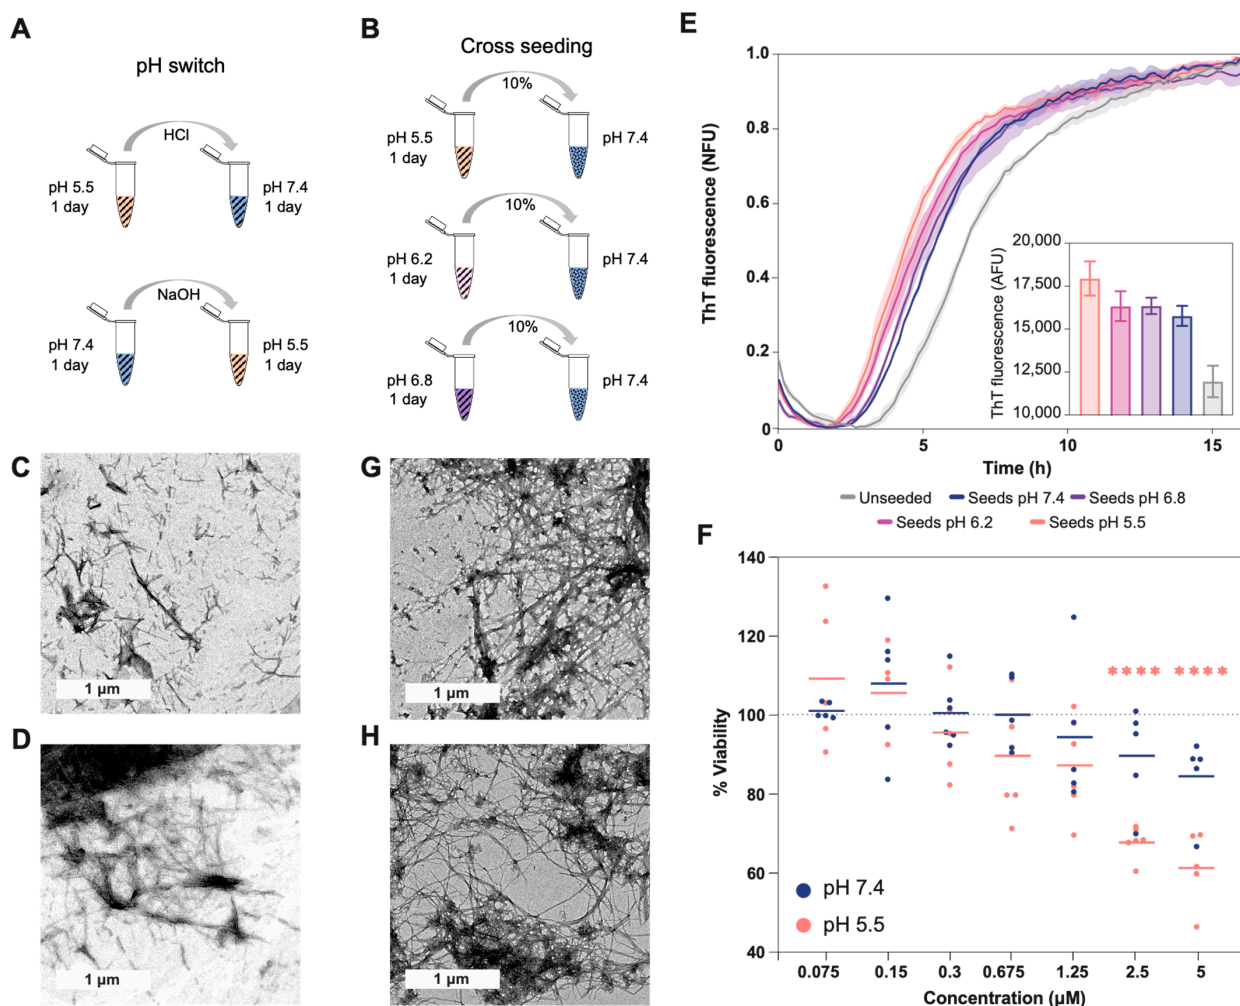 A
pH switch
HCl
pH 5.5
1 day
pH 7.4
1 day
NaOH
pH 7.4
1 day
pH 5.5
1 day
B
Cross seeding
10%
pH 5.5
1 day
pH 7.4
10%
pH 6.2
1 day
pH 7.4
10%
pH 6.8
1 day
pH 7.4
C
1 µm
D
1 µm
G
1 µm
H
1 µm
E
ThT fluorescence (NFU)
1.0
0.8
0.6
0.4
0.2
0
0
5
10
15
Time (h)
ThT fluorescence (AFU)
20,000
17,500
15,000
12,500
10,000
Unseeded
Seeds pH 7.4
Seeds pH 6.8
Seeds pH 6.2
Seeds pH 5.5
F
% Viability
140
120
100
80
60
40
**** ****
pH 7.4
pH 5.5
0.075
0.15
0.3
0.675
1.25
2.5
5
Concentration (µM)